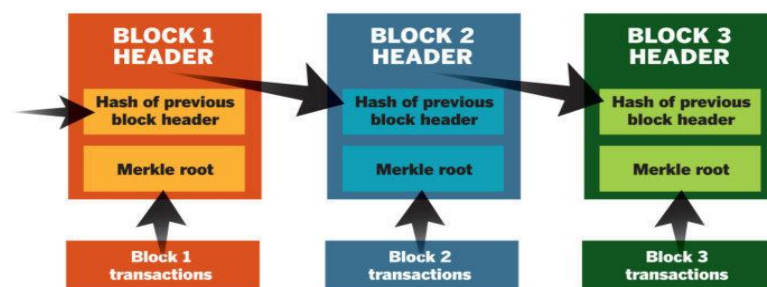 BLOCK 1
HEADER
Hash of previous
block header
Merkle root
Block 1
transactions
BLOCK 2
HEADER
Hash of previous
block header
Merkle root
Block 2
transactions
BLOCK 3
HEADER
Hash of previous
block header
Merkle root
Block 3
transactions